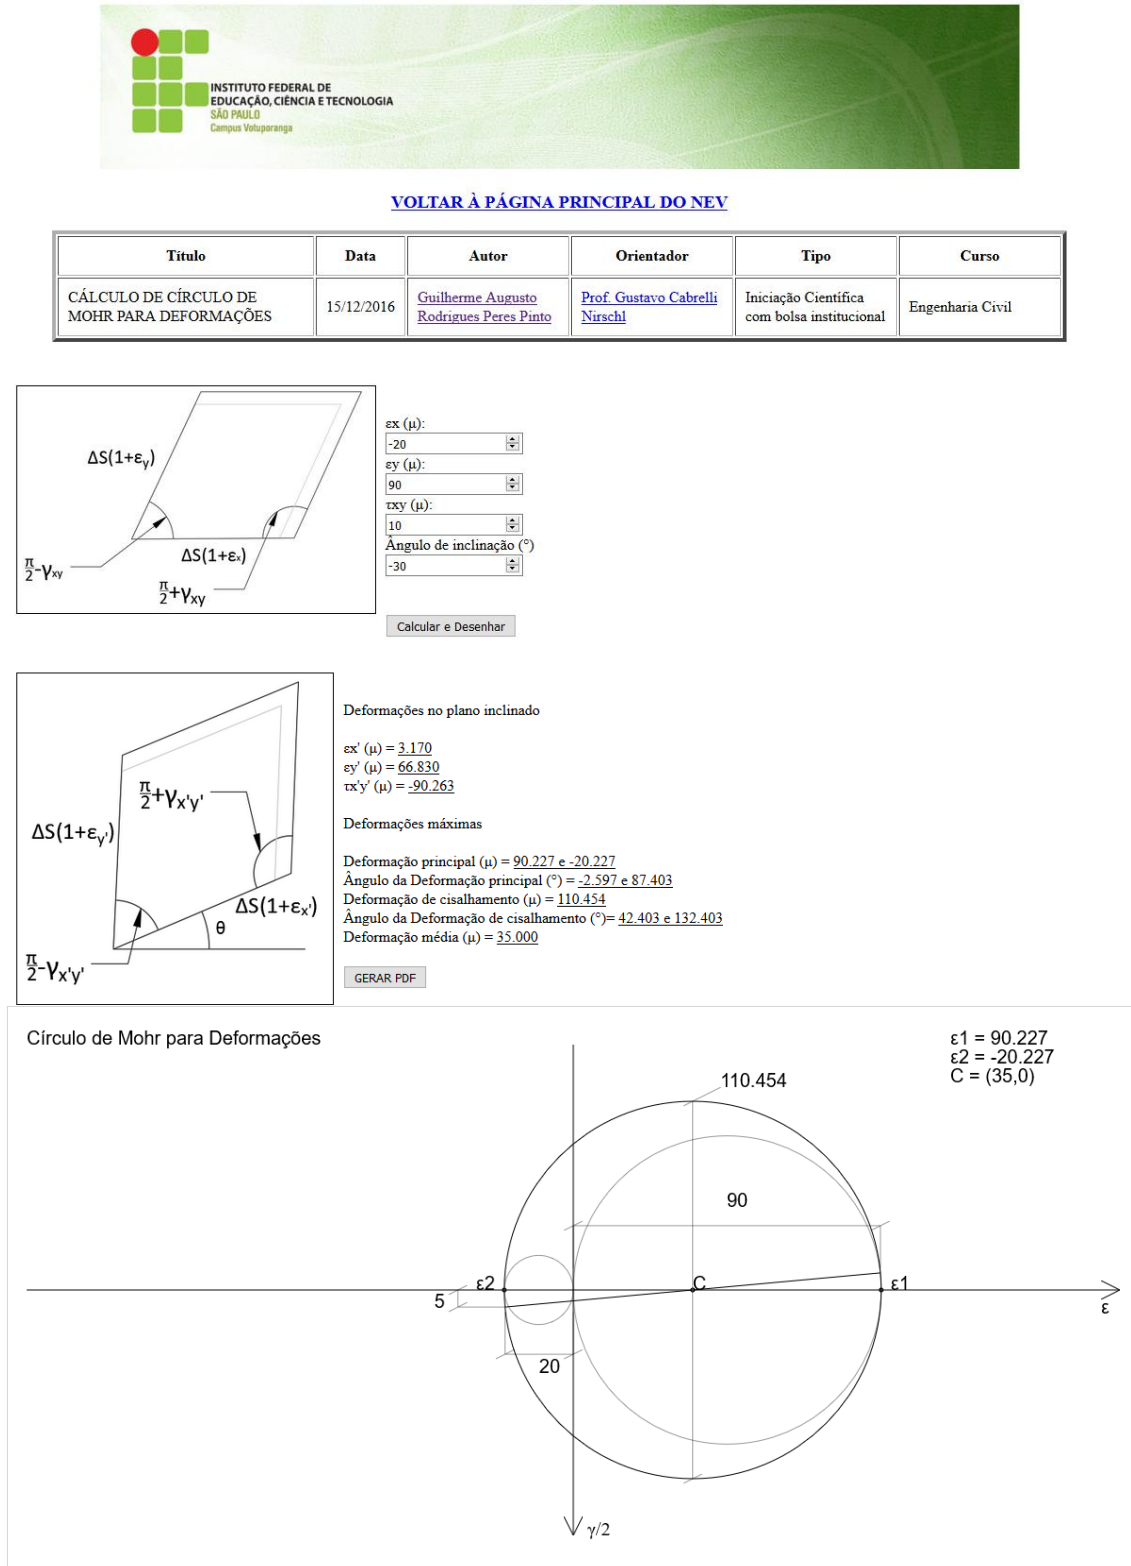 INSTITUTO FEDERAL DE
EDUCAÇÃO, CIÊNCIA E TECNOLOGIA
SÃO PAULO
Campus Votuporanga
VOLTAR À PÁGINA PRINCIPAL DO NEV
Título Data Autor Orientador Tipo Curso
CÁLCULO DE CÍRCULO DE MOHR PARA DEFORMAÇÕES 15/12/2016 Guilherme Augusto Rodrigues Peres Pinto Prof. Gustavo Cabrelli Nirschl Iniciação Científica com bolsa institucional Engenharia Civil
ΔS(1+εy)
ΔS(1+εx)
π/2-γxy
π/2+γxy
εx (μ):
-20
εy (μ):
90
τxy (μ):
10
Ângulo de inclinação (°)
-30
Calcular e Desenhar
π/2+γx'y'
ΔS(1+εy')
ΔS(1+εx')
θ
π/2-γx'y'
Deformações no plano inclinado
εx' (μ) = 3.170
εy' (μ) = 66.830
τx'y' (μ) = -90.263
Deformações máximas
Deformação principal (μ) = 90.227 e -20.227
Ângulo da Deformação principal (°) = -2.597 e 87.403
Deformação de cisalhamento (μ) = 110.454
Ângulo da Deformação de cisalhamento (°)= 42.403 e 132.403
Deformação média (μ) = 35.000
GERAR PDF
Círculo de Mohr para Deformações
ε1 = 90.227
ε2 = -20.227
C = (35,0)
110.454
90
ε2
C
ε1
5
ε
20
γ/2